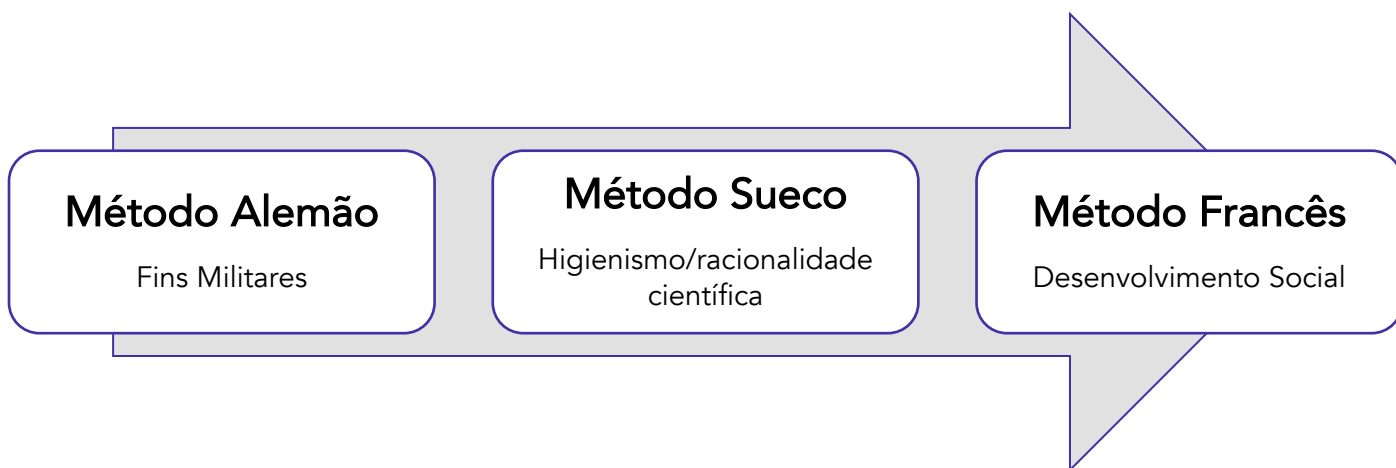 Método Alemão
Fins Militares
Método Sueco
Higienismo/racionalidade
científica
Método Francês
Desenvolvimento Social